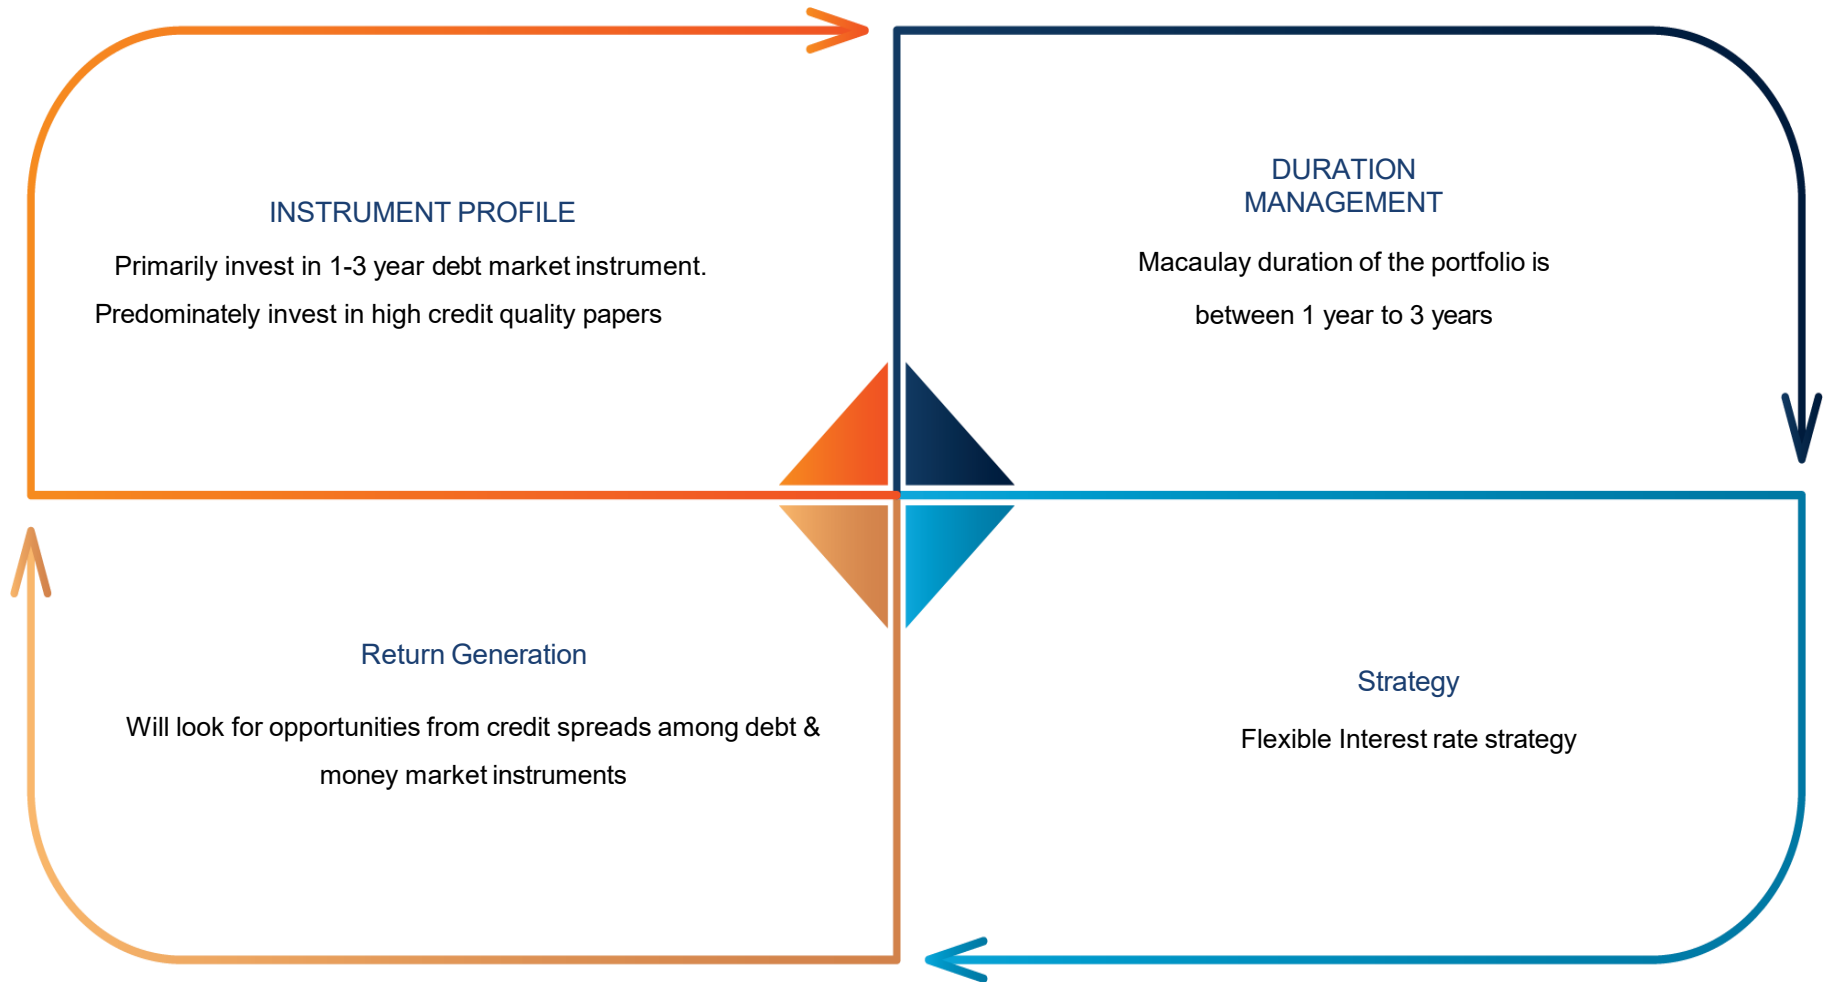 INSTRUMENT PROFILE
Primarily invest in 1-3 year debt market instrument.
Predominately invest in high credit quality papers
DURATION
MANAGEMENT
Macaulay duration of the portfolio is
between 1 year to 3 years
Return Generation
Will look for opportunities from credit spreads among debt &
money market instruments
Strategy
Flexible Interest rate strategy